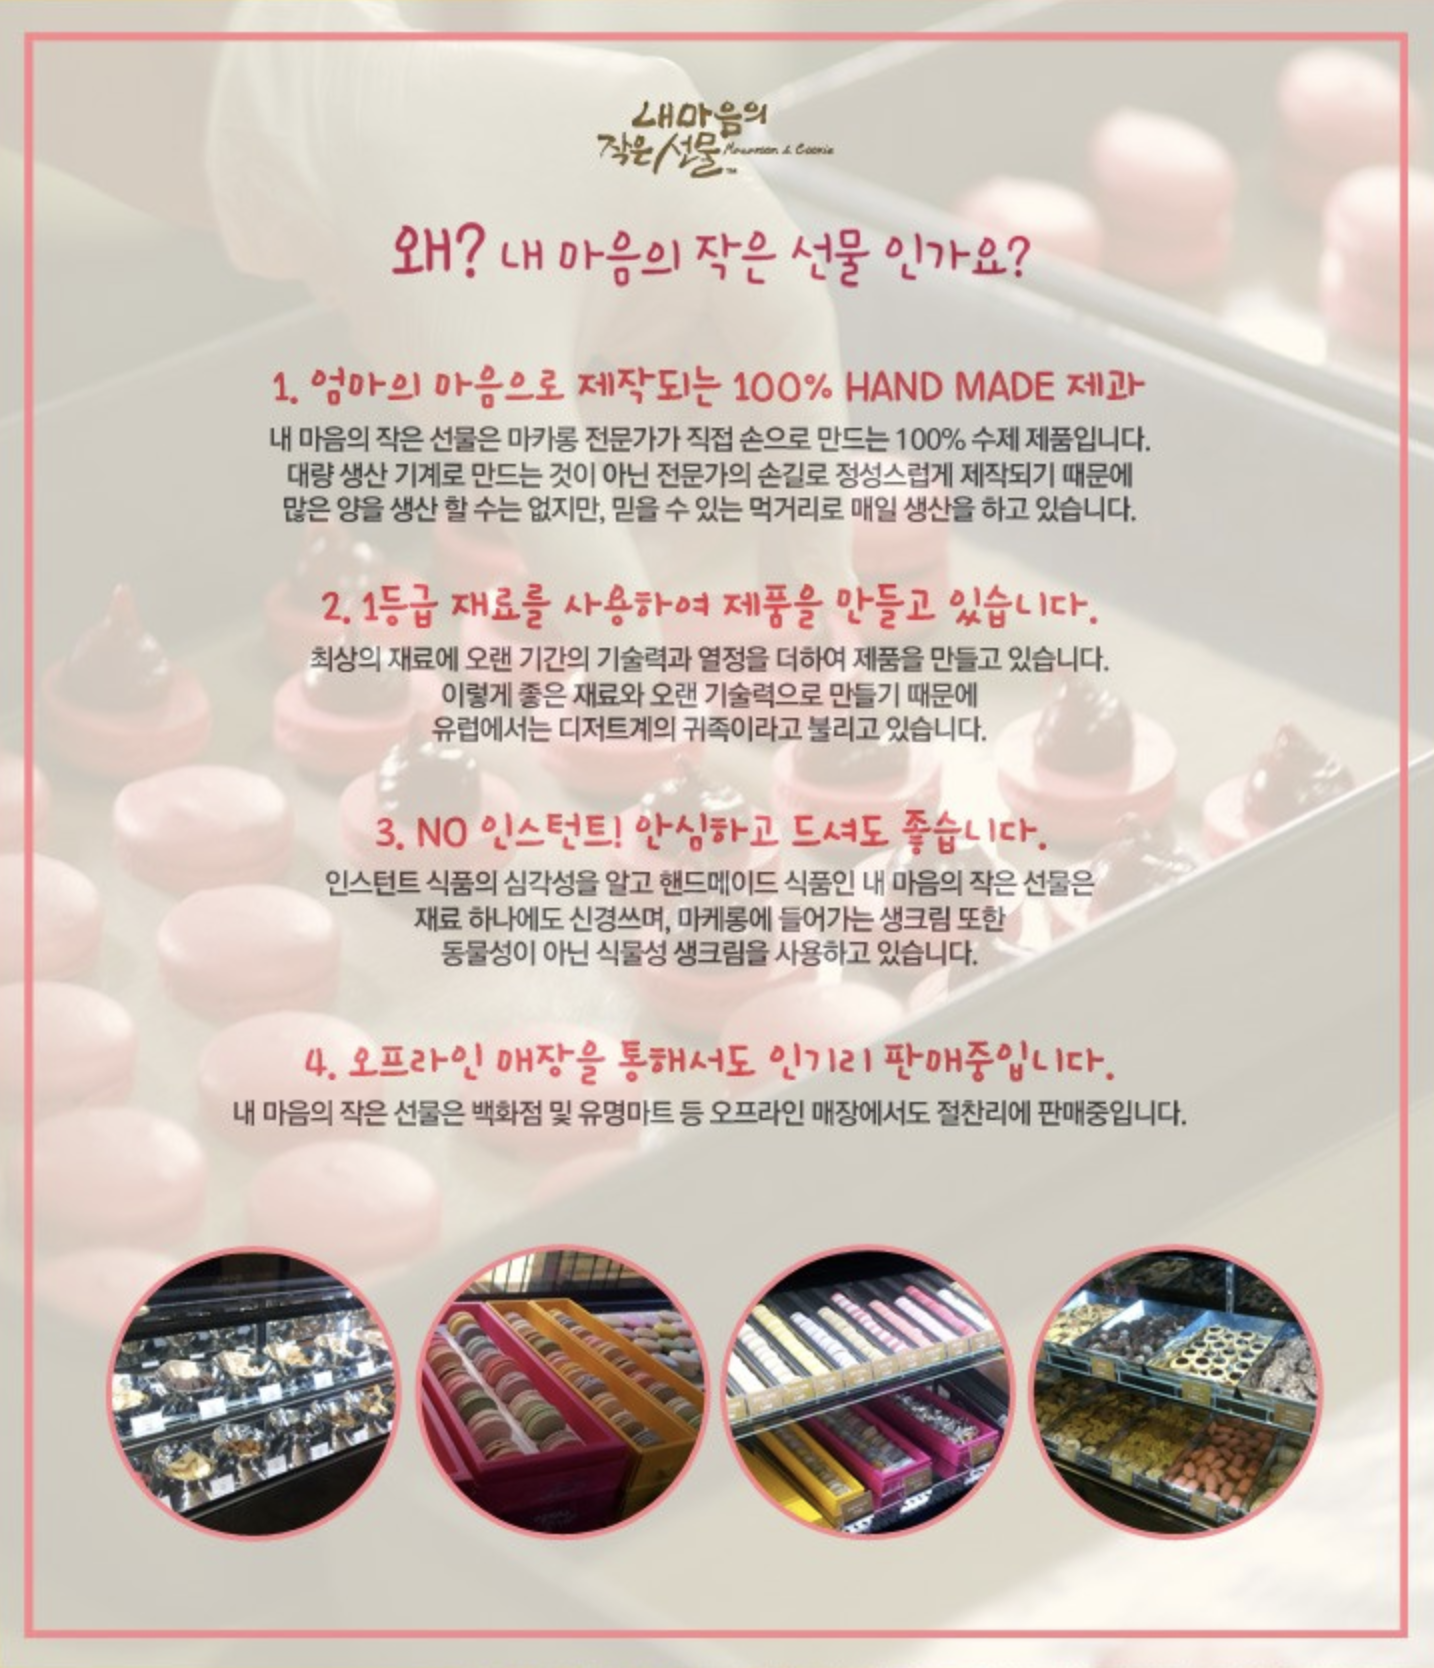 내마음의
작은 선물 Macaroon & Cookie
TM
왜? 내 마음의 작은 선물 인가요?
1. 엄마의 마음으로 제작되는 100% HAND MADE 제과
내 마음의 작은 선물은 마카롱 전문가가 직접 손으로 만드는 100% 수제 제품입니다.
대량 생산 기계로 만드는 것이 아닌 전문가의 손길로 정성스럽게 제작되기 때문에
많은 양을 생산 할 수는 없지만, 믿을 수 있는 먹거리로 매일 생산을 하고 있습니다.
2. 1등급 재료를 사용하여 제품을 만들고 있습니다.
최상의 재료에 오랜 기간의 기술력과 열정을 더하여 제품을 만들고 있습니다.
이렇게 좋은 재료와 오랜 기술력으로 만들기 때문에
유럽에서는 디저트계의 귀족이라고 불리고 있습니다.
3. NO 인스턴트! 안심하고 드셔도 좋습니다.
인스턴트 식품의 심각성을 알고 핸드메이드 식품인 내 마음의 작은 선물은
재료 하나에도 신경쓰며, 마케롱에 들어가는 생크림 또한
동물성이 아닌 식물성 생크림을 사용하고 있습니다.
4. 오프라인 매장을 통해서도 인기리 판매중입니다.
내 마음의 작은 선물은 백화점 및 유명마트 등 오프라인 매장에서도 절찬리에 판매중입니다.